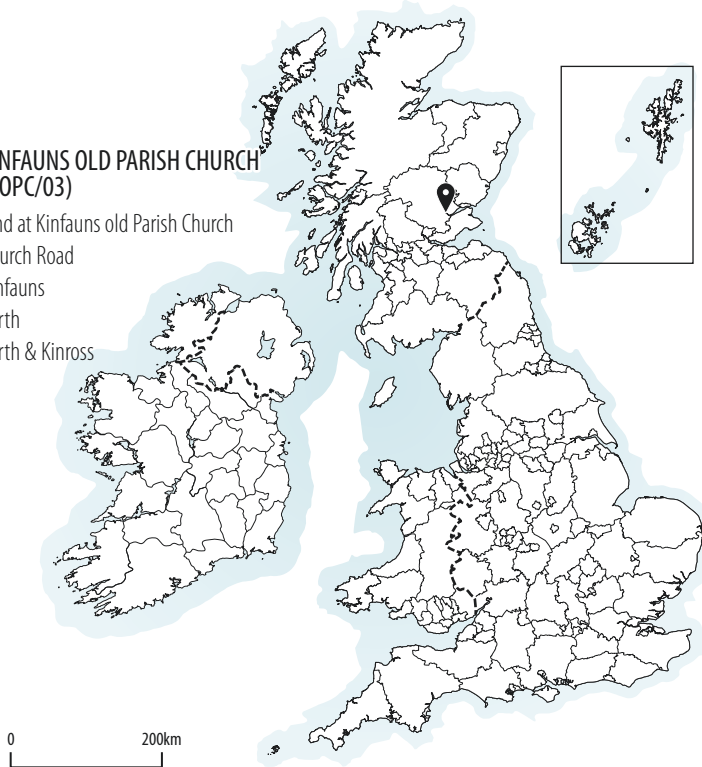 NFAUNS OLD PARISH CHURCH
OPC/03)
nd at Kinfauns old Parish Church
urch Road
nfauns
rth
rth & Kinross
0 200km